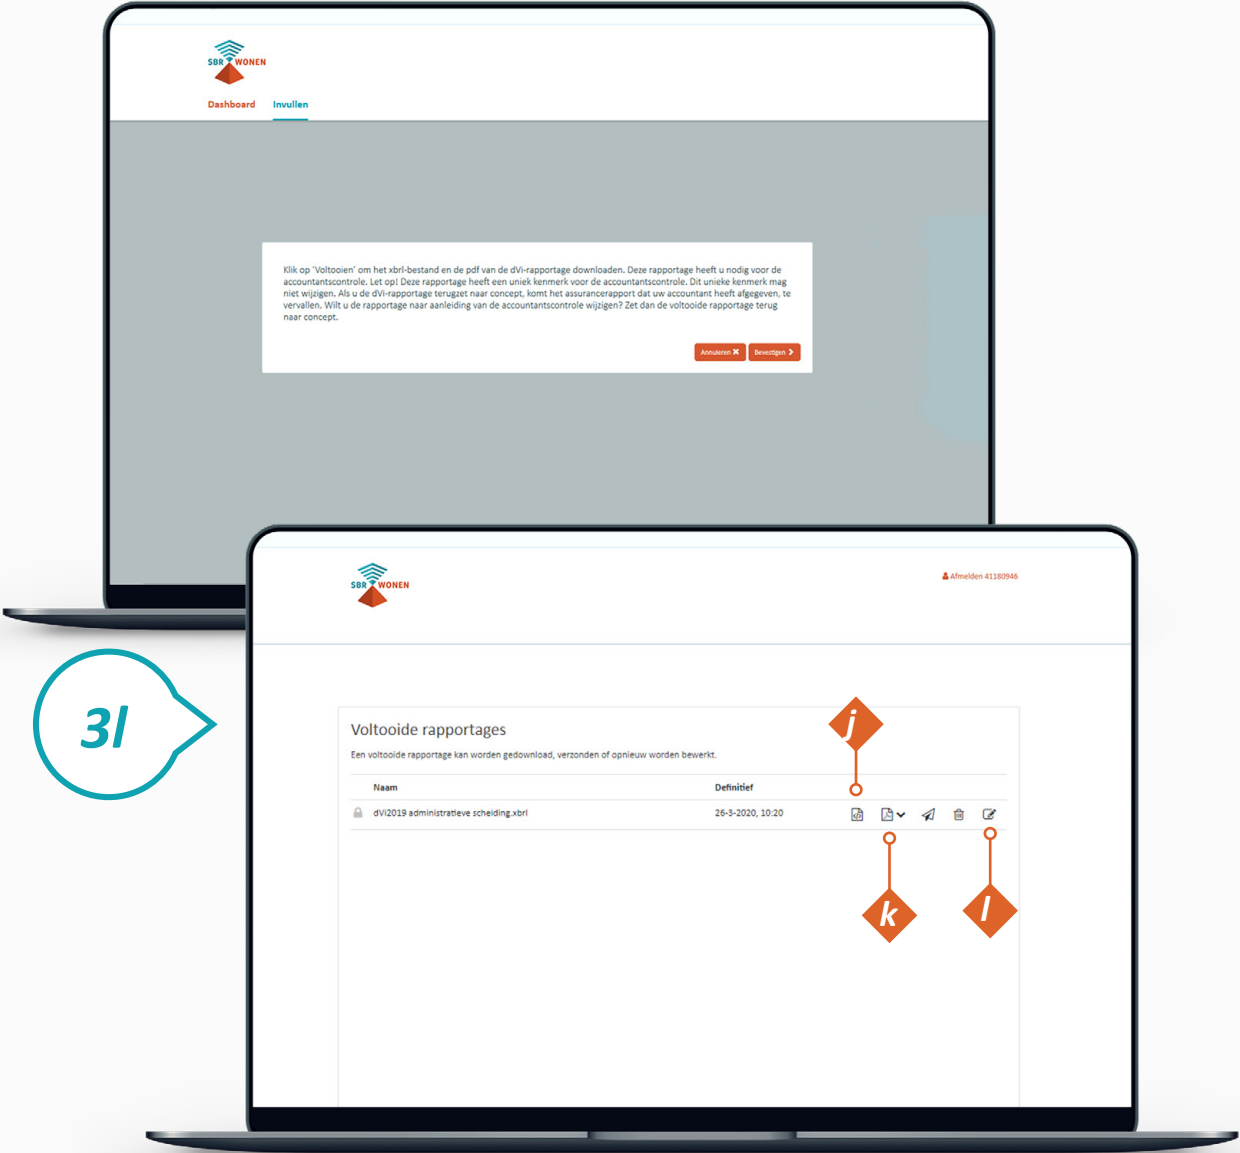 SBR WONEN
Dashboard Invullen
Klik op 'Voltooien' om het xbrl-bestand en de pdf van de dVi-rapportage downloaden. Deze rapportage heeft u nodig voor de
accountantscontrole. Let op! Deze rapportage heeft een uniek kenmerk voor de accountantscontrole. Dit unieke kenmerk mag
niet wijzigen. Als u de dVi-rapportage terugzet naar concept, komt het assurancerapport dat uw accountant heeft afgegeven, te
vervallen. Wilt u de rapportage naar aanleiding van de accountantscontrole wijzigen? Zet dan de voltooide rapportage terug
naar concept.
Annuleren Bevestigen
SBR WONEN
Afmelden 41180946
3l
Voltooide rapportages
j
Een voltooide rapportage kan worden gedownload, verzonden of opnieuw worden bewerkt.
Naam Definitief
dVi2019 administratieve scheiding.xbrl 26-3-2020, 10:20
k l